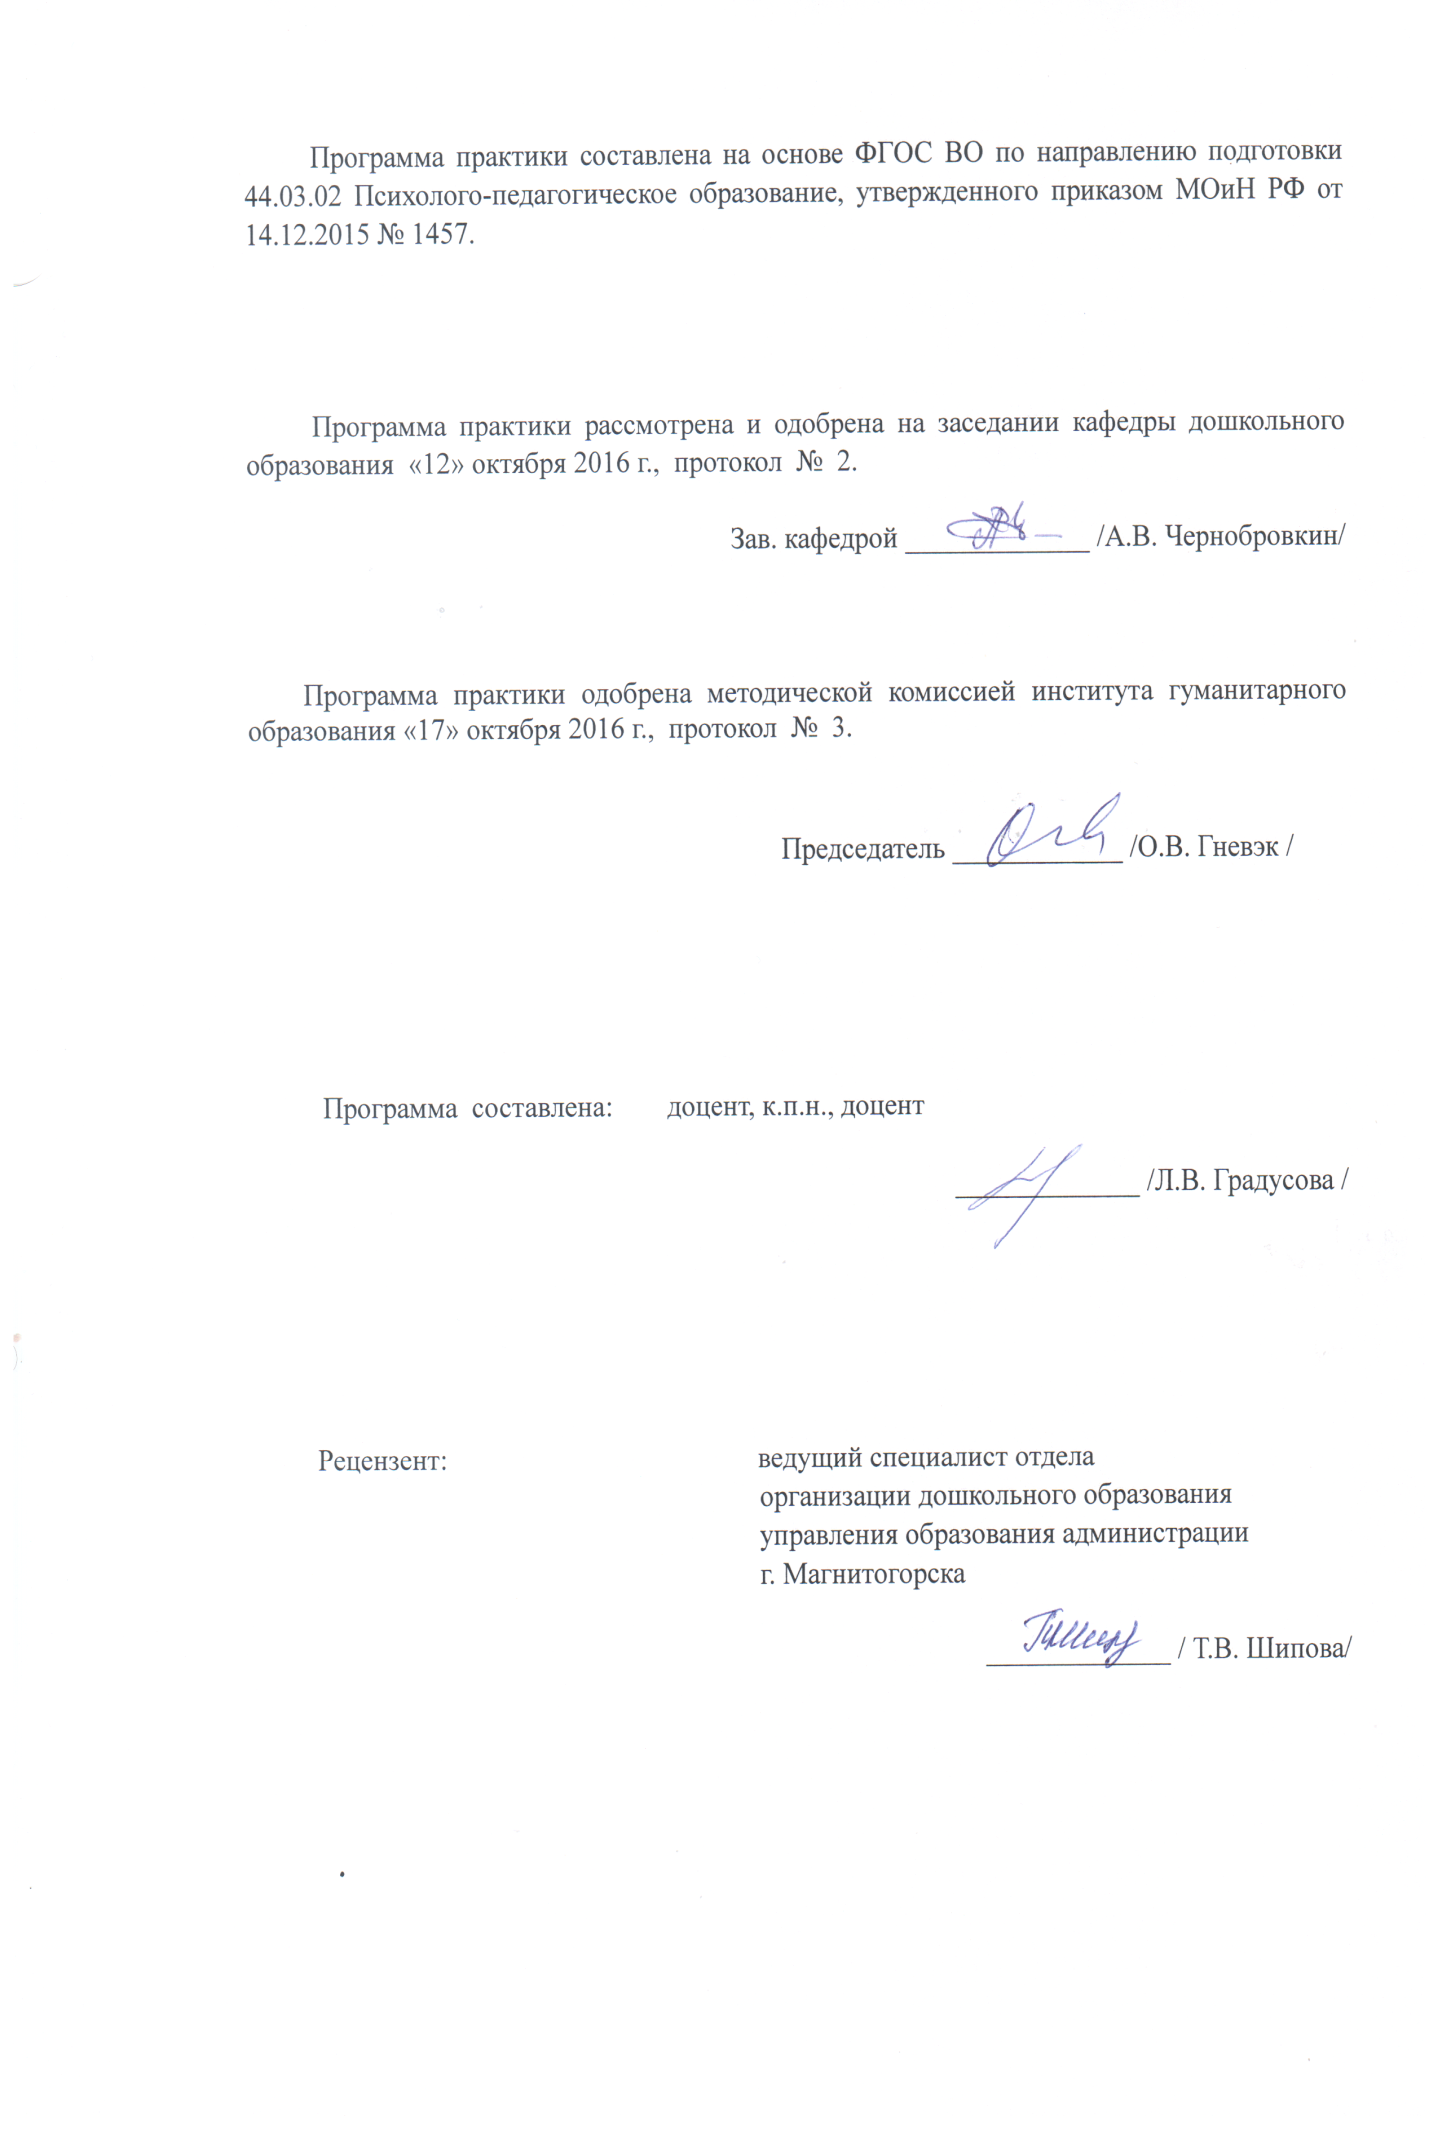 Программа практики составлена на основе ФГОС ВО по направлению подготовки
44.03.02 Психолого-педагогическое образование, утвержденного приказом МОиН РФ от
14.12.2015 № 1457.
Программа практики рассмотрена и одобрена на заседании кафедры дошкольного
образования «12» октября 2016 г., протокол № 2.
Зав. кафедрой _____________ /А.В. Чернобровкин/
Программа практики одобрена методической комиссией института гуманитарного
образования «17» октября 2016 г., протокол № 3.
Председатель ____________ /О.В. Гневэк /
Программа составлена: доцент, к.п.н., доцент
_____________ /Л.В. Градусова /
Рецензент: ведущий специалист отдела
организации дошкольного образования
управления образования администрации
г. Магнитогорска
_____________ / Т.В. Шипова/